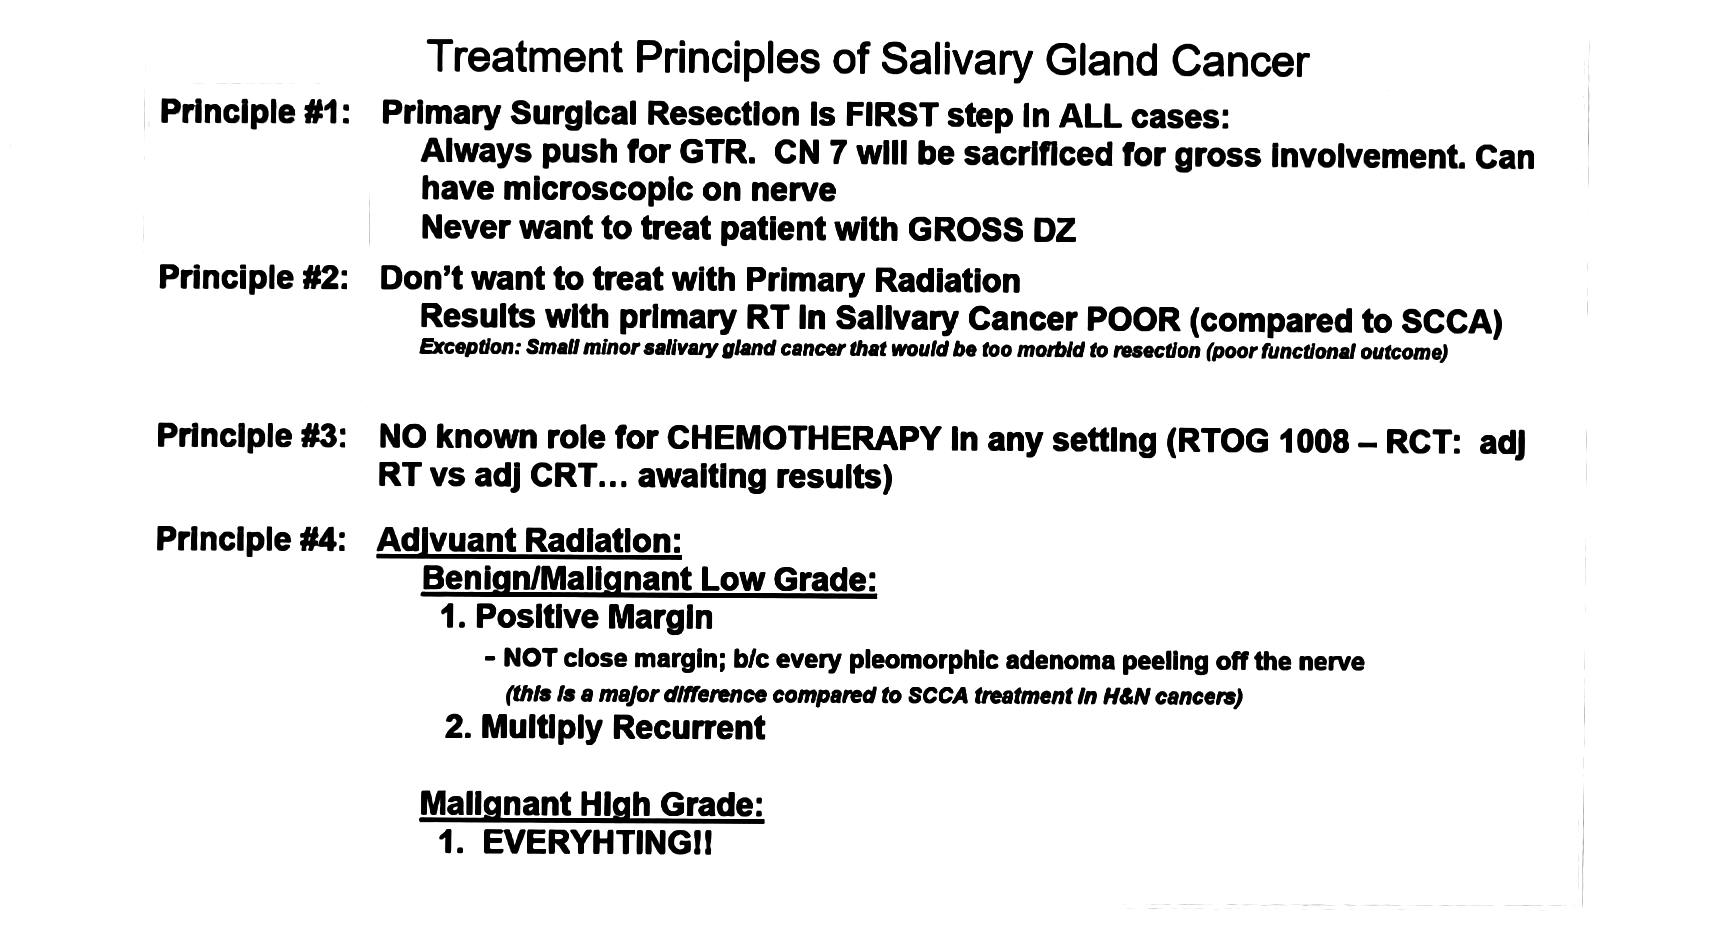 Treatment Principles of Salivary Gland Cancer
Principle #1: Primary Surgical Resection is FIRST step in ALL cases:
Always push for GTR. CN 7 will be sacrificed for gross involvement. Can
have microscopic on nerve
Never want to treat patient with GROSS DZ
Principle #2: Don't want to treat with Primary Radiation
Results with primary RT in Salivary Cancer POOR (compared to SCCA)
Exception: Small minor salivary gland cancer that would be too morbid to resection (poor functional outcome)
Principle #3: NO known role for CHEMOTHERAPY in any setting (RTOG 1008 – RCT: adj
RT vs adj CRT... awaiting results)
Principle #4: Adjvuant Radiation:
Benign/Malignant Low Grade:
1. Positive Margin
- NOT close margin; b/c every pleomorphic adenoma peeling off the nerve
(this is a major difference compared to SCCA treatment in H&N cancers)
2. Multiply Recurrent
Malignant High Grade:
1. EVERYHTING!!